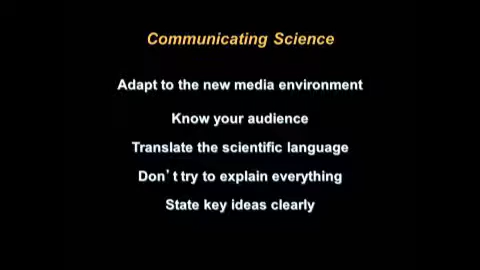 Communicating Science
Adapt to the new media environment
Know your audience
Translate the scientific language
Don’t try to explain everything
State key ideas clearly